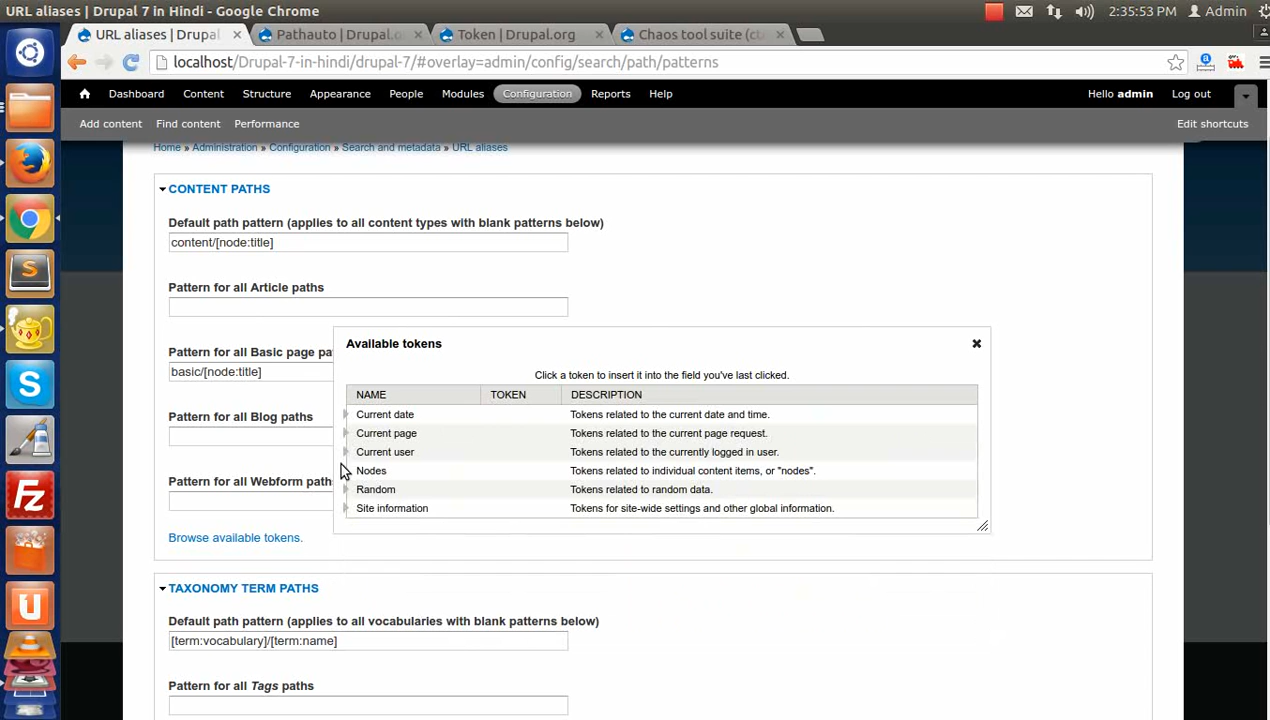 URL aliases | Drupal 7 in Hindi - Google Chrome
2:35:53 PM
Admin
URL aliases | Drupal
Pathauto | Drupal.o
Token | Drupal.org
Chaos tool suite (cto
localhost/Drupal-7-in-hindi/drupal-7/#overlay=admin/config/search/path/patterns
Dashboard
Content
Structure
Appearance
People
Modules
Configuration
Reports
Help
Hello admin
Log out
Add content
Find content
Performance
Edit shortcuts
Home » Administration » Configuration » Search and metadata » URL aliases
CONTENT PATHS
Default path pattern (applies to all content types with blank patterns below)
content/[node:title]
Pattern for all Article paths
Pattern for all Basic page pa
basic/[node:title]
Pattern for all Blog paths
Pattern for all Webform paths
Browse available tokens.
Available tokens
Click a token to insert it into the field you've last clicked.
NAME TOKEN DESCRIPTION
Current date Tokens related to the current date and time.
Current page Tokens related to the current page request.
Current user Tokens related to the currently logged in user.
Nodes Tokens related to individual content items, or "nodes".
Random Tokens related to random data.
Site information Tokens for site-wide settings and other global information.
TAXONOMY TERM PATHS
Default path pattern (applies to all vocabularies with blank patterns below)
[term:vocabulary]/[term:name]
Pattern for all Tags paths